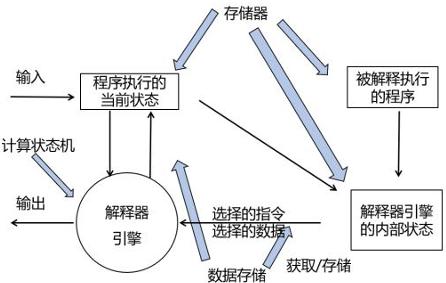 存储器
输入
程序执行的
当前状态
被解释执行
的程序
计算状态机
输出
解释器
引擎
选择的指令
选择的数据
解释器引擎
的内部状态
数据存储
获取/存储